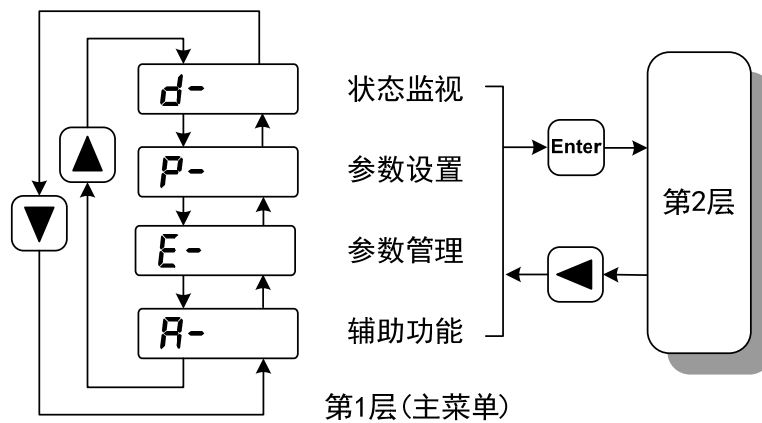 d-
状态监视
P-
参数设置
Enter
第2层
E-
参数管理
A-
辅助功能
第1层(主菜单)